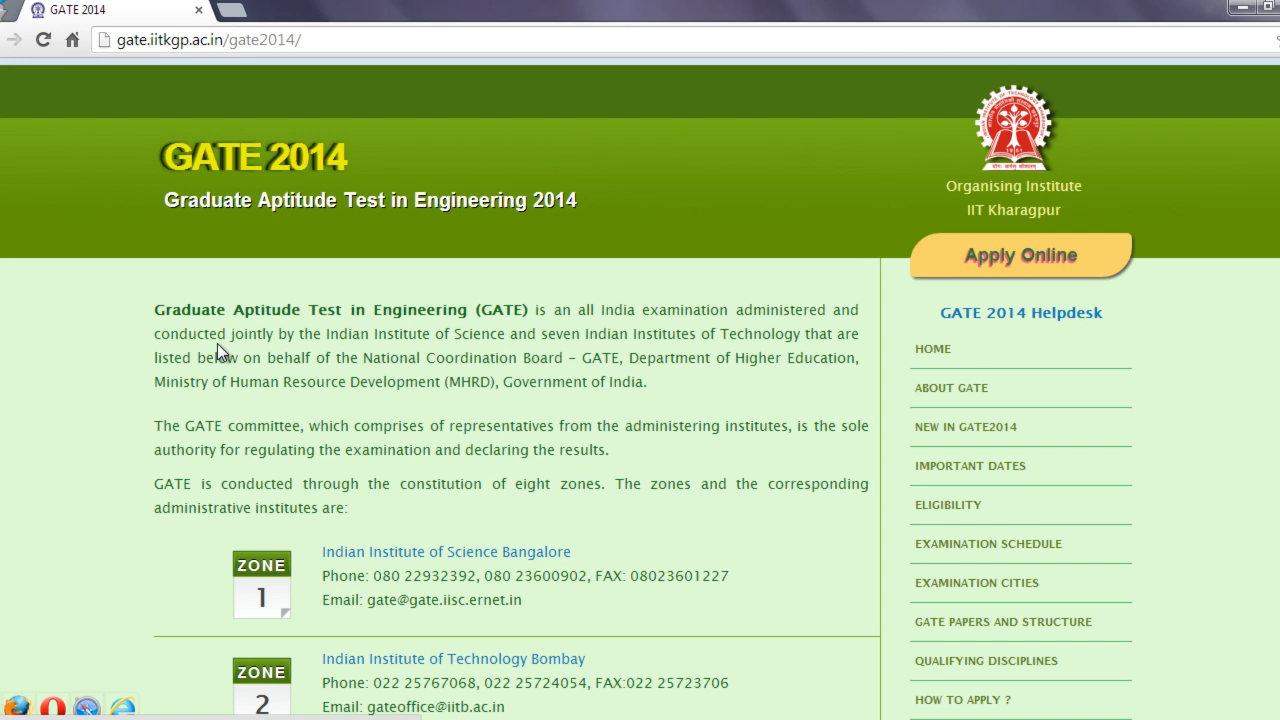 GATE 2014
gate.iitkgp.ac.in/gate2014/
GATE 2014
Graduate Aptitude Test in Engineering 2014
1951
Organising Institute
IIT Kharagpur
Apply Online
Graduate Aptitude Test in Engineering (GATE) is an all India examination administered and
conducted jointly by the Indian Institute of Science and seven Indian Institutes of Technology that are
listed below on behalf of the National Coordination Board – GATE, Department of Higher Education,
Ministry of Human Resource Development (MHRD), Government of India.
The GATE committee, which comprises of representatives from the administering institutes, is the sole
authority for regulating the examination and declaring the results.
GATE is conducted through the constitution of eight zones. The zones and the corresponding
administrative institutes are:
ZONE
1
Indian Institute of Science Bangalore
Phone: 080 22932392, 080 23600902, FAX: 08023601227
Email: gate@gate.iisc.ernet.in
ZONE
2
Indian Institute of Technology Bombay
Phone: 022 25767068, 022 25724054, FAX:022 25723706
Email: gateoffice@iitb.ac.in
GATE 2014 Helpdesk
HOME
ABOUT GATE
NEW IN GATE2014
IMPORTANT DATES
ELIGIBILITY
EXAMINATION SCHEDULE
EXAMINATION CITIES
GATE PAPERS AND STRUCTURE
QUALIFYING DISCIPLINES
HOW TO APPLY ?